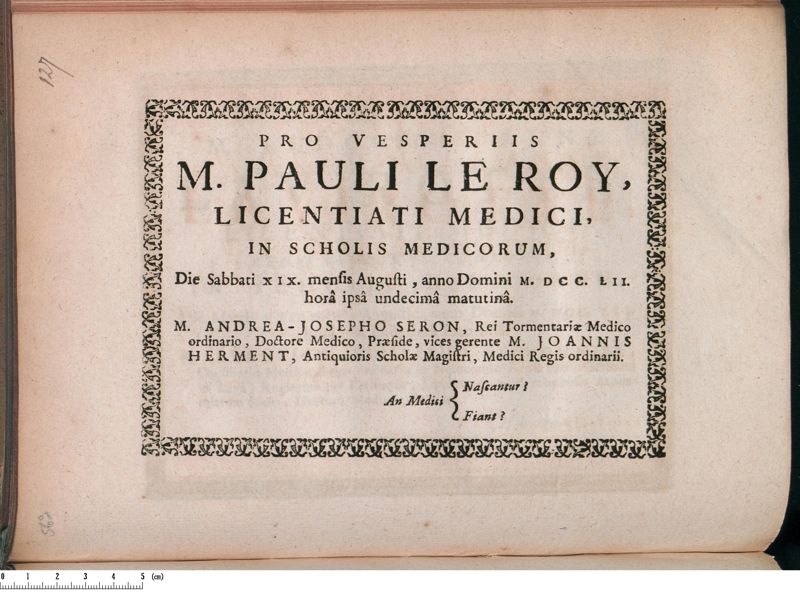 127
PRO VESPERIIS
M. PAULI LE ROY,
LICENTIATI MEDICI,
IN SCHOLIS MEDICORUM,
Die Sabbati XIX. menſis Auguſti, anno Domini M. DCC. LII.
horâ ipsâ undecimâ matutinâ.
M. ANDREA-JOSEPHO SERON, Rei Tormentariæ Medico
ordinario, Doctore Medico, Præſide, vices gerente M. JOANNIS
HERMENT, Antiquioris Scholæ Magiſtri, Medici Regis ordinarii.
An Medici { Naſcantur?
Fiant?
0 1 2 3 4 5 (cm)